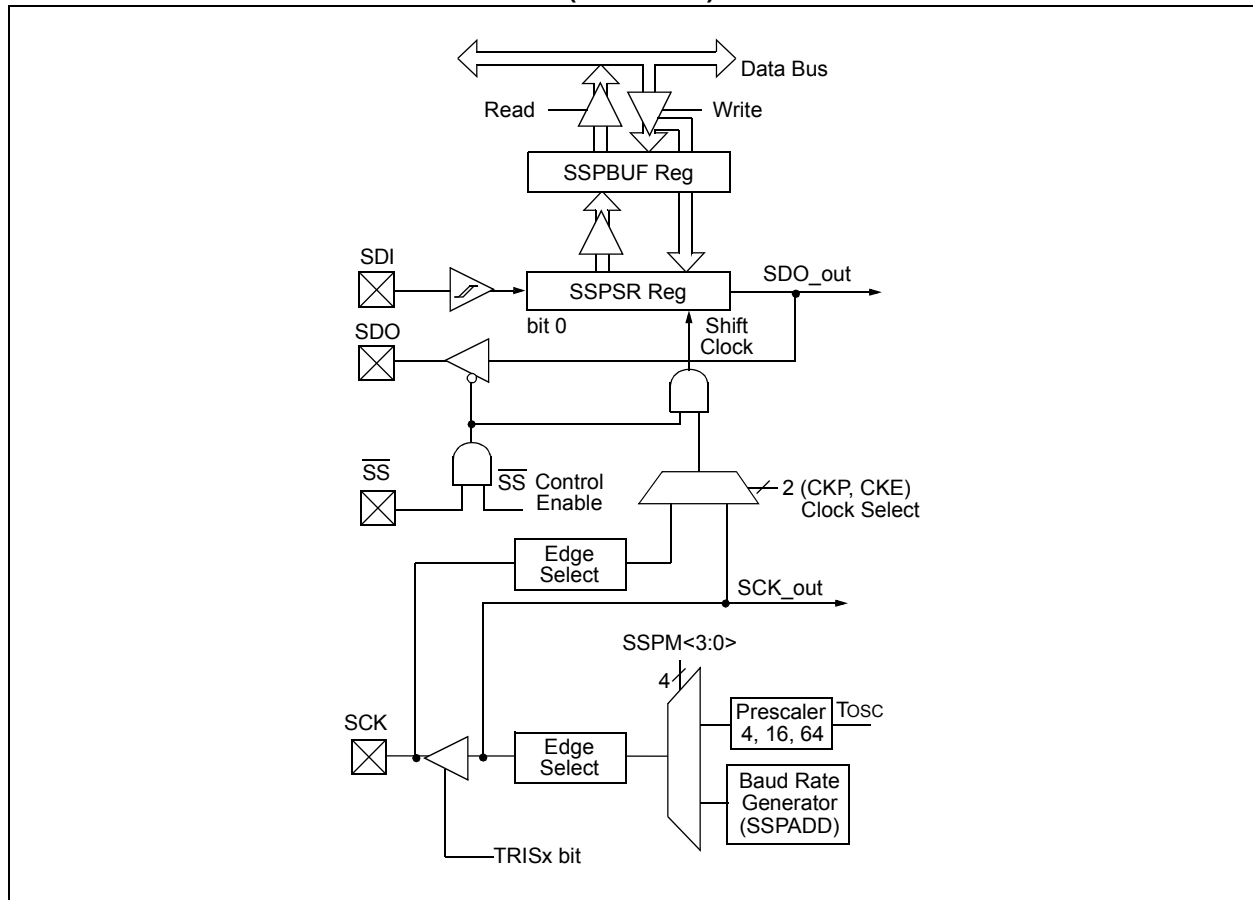 Data Bus
Read
Write
SSPBUF Reg
SDI
SSPSR Reg
SDO_out
bit 0
Shift
Clock
SDO
SS
SS Control
Enable
2 (CKP, CKE)
Clock Select
Edge
Select
SCK_out
SSPM<3:0>
4
Prescaler
4, 16, 64
TOSC
SCK
Edge
Select
Baud Rate
Generator
(SSPADD)
TRISx bit